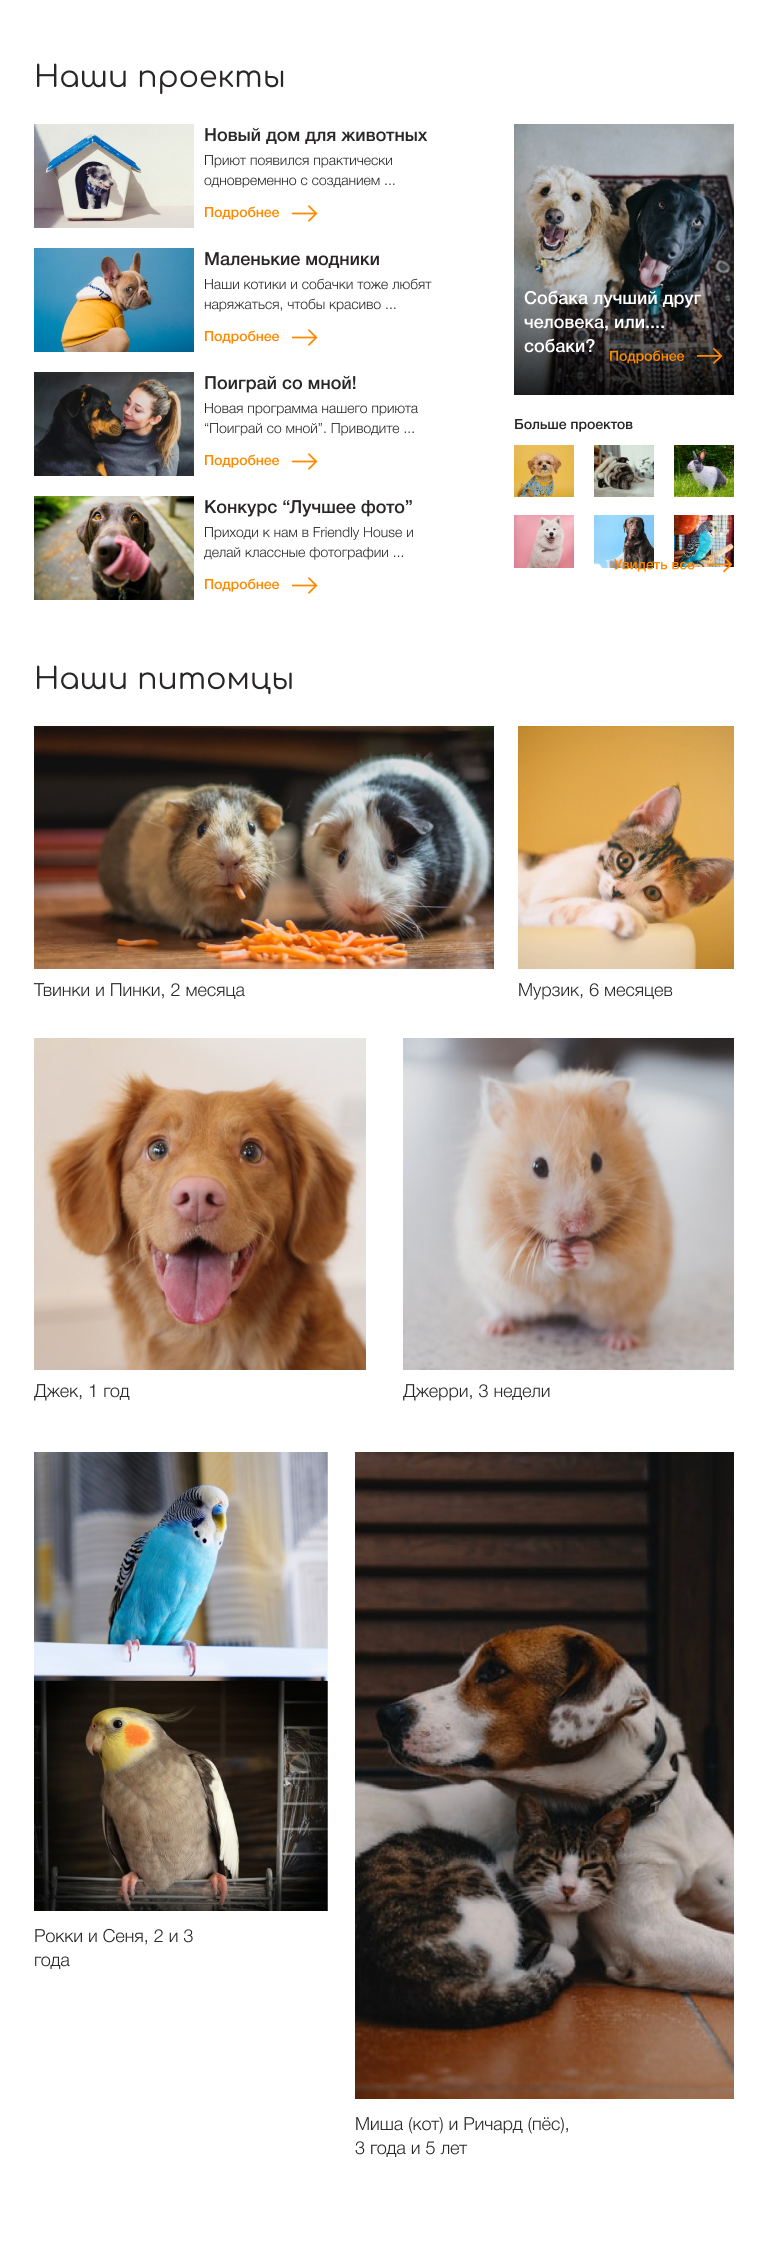 Наши проекты
Новый дом для животных
Приют появился практически
одновременно с созданием ...
Подробнее
Маленькие модники
Наши котики и собачки тоже любят
наряжаться, чтобы красиво ...
Подробнее
Поиграй со мной!
Новая программа нашего приюта
“Поиграй со мной”. Приводите ...
Подробнее
Конкурс “Лучшее фото”
Приходи к нам в Friendly House и
делай классные фотографии ...
Подробнее
Собака лучший друг
человека, или....
собаки?
Подробнее
Больше проектов
Увидеть все
Наши питомцы
Твинки и Пинки, 2 месяца
Мурзик, 6 месяцев
Джек, 1 год
Джерри, 3 недели
Рокки и Сеня, 2 и 3
года
Миша (кот) и Ричард (пёс),
3 года и 5 лет